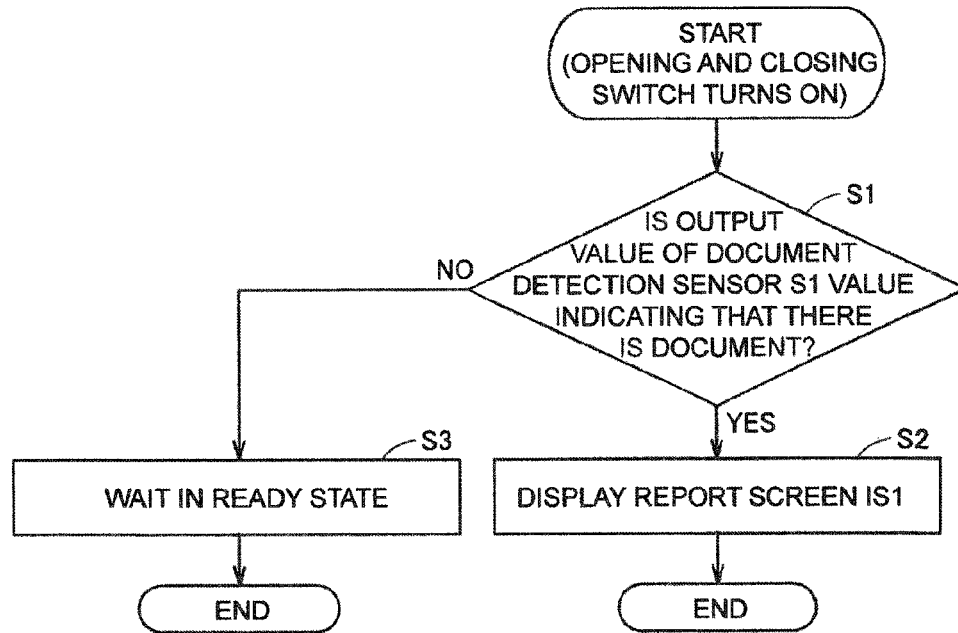 START
(OPENING AND CLOSING
SWITCH TURNS ON)
S1
IS OUTPUT
VALUE OF DOCUMENT
DETECTION SENSOR S1 VALUE
INDICATING THAT THERE
IS DOCUMENT?
NO
YES
S3
WAIT IN READY STATE
S2
DISPLAY REPORT SCREEN IS1
END
END